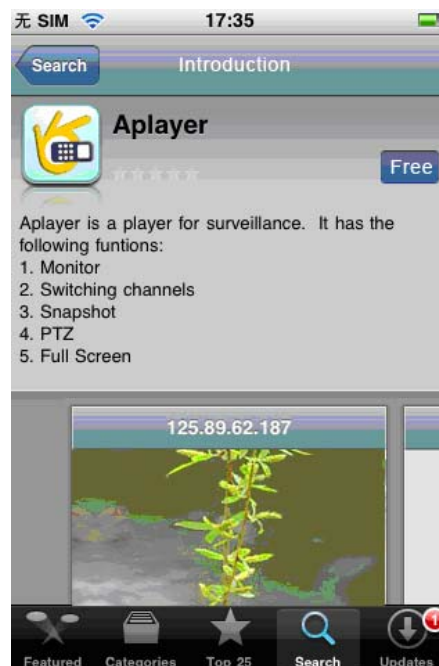 无 SIM 17:35
Search Introduction
Aplayer
Free
Aplayer is a player for surveillance. It has the
following funtions:
1. Monitor
2. Switching channels
3. Snapshot
4. PTZ
5. Full Screen
125.89.62.187
1
Featured Categories Top 25 Search Updates